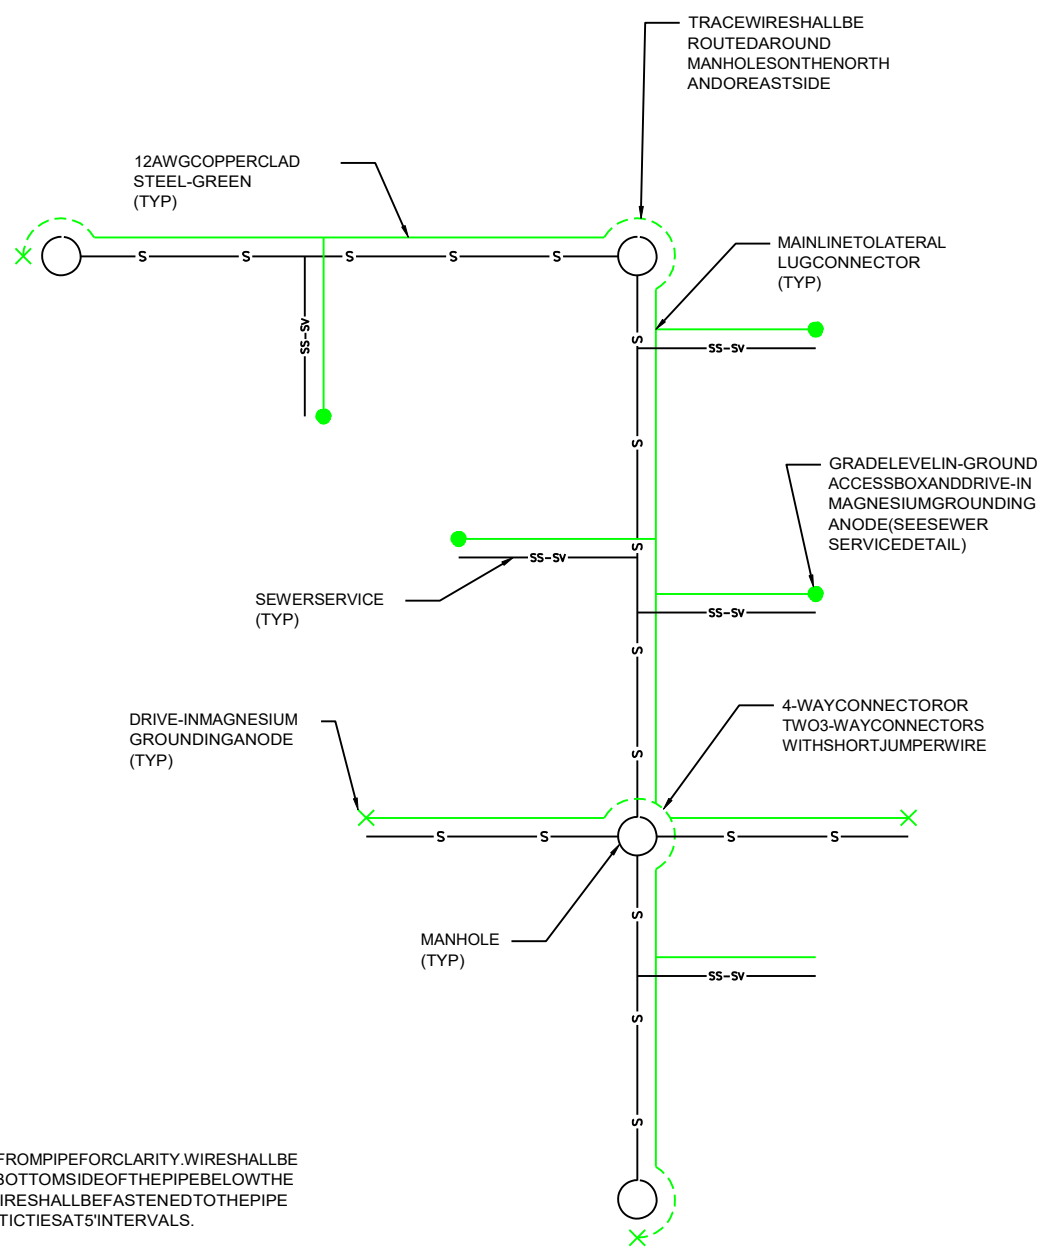 TRACEWIRESHALLBE
ROUTEDAROUND
MANHOLESONTHENORTH
ANDOREASTSIDE
12AWGCOPPERCLAD
STEEL-GREEN
(TYP)
S S S S S
MAINLINETOLATERAL
LUGCONNECTOR
(TYP)
SS-SV
S
SS-SV
S
GRADELEVELIN-GROUND
ACCESSBOXANDDRIVE-IN
MAGNESIUMGROUNDING
ANODE(SEESEWER
SERVICEDETAIL)
S
SS-SV
SEWERSERVICE
(TYP)
SS-SV
S
DRIVE-INMAGNESIUM
GROUNDINGANODE
(TYP)
4-WAYCONNECTOROR
TWO3-WAYCONNECTORS
WITHSHORTJUMPERWIRE
S
S S S S
S
MANHOLE
(TYP)
SS-SV
S
S
FROMPIPEFORCLARITY.WIRESHALLBE
BOTTOMSIDEOFTHEPIPEBELOWTHE
IRESHALLBEFASTENEDTOTHEPIPE
TICTIESAT5'INTERVALS.